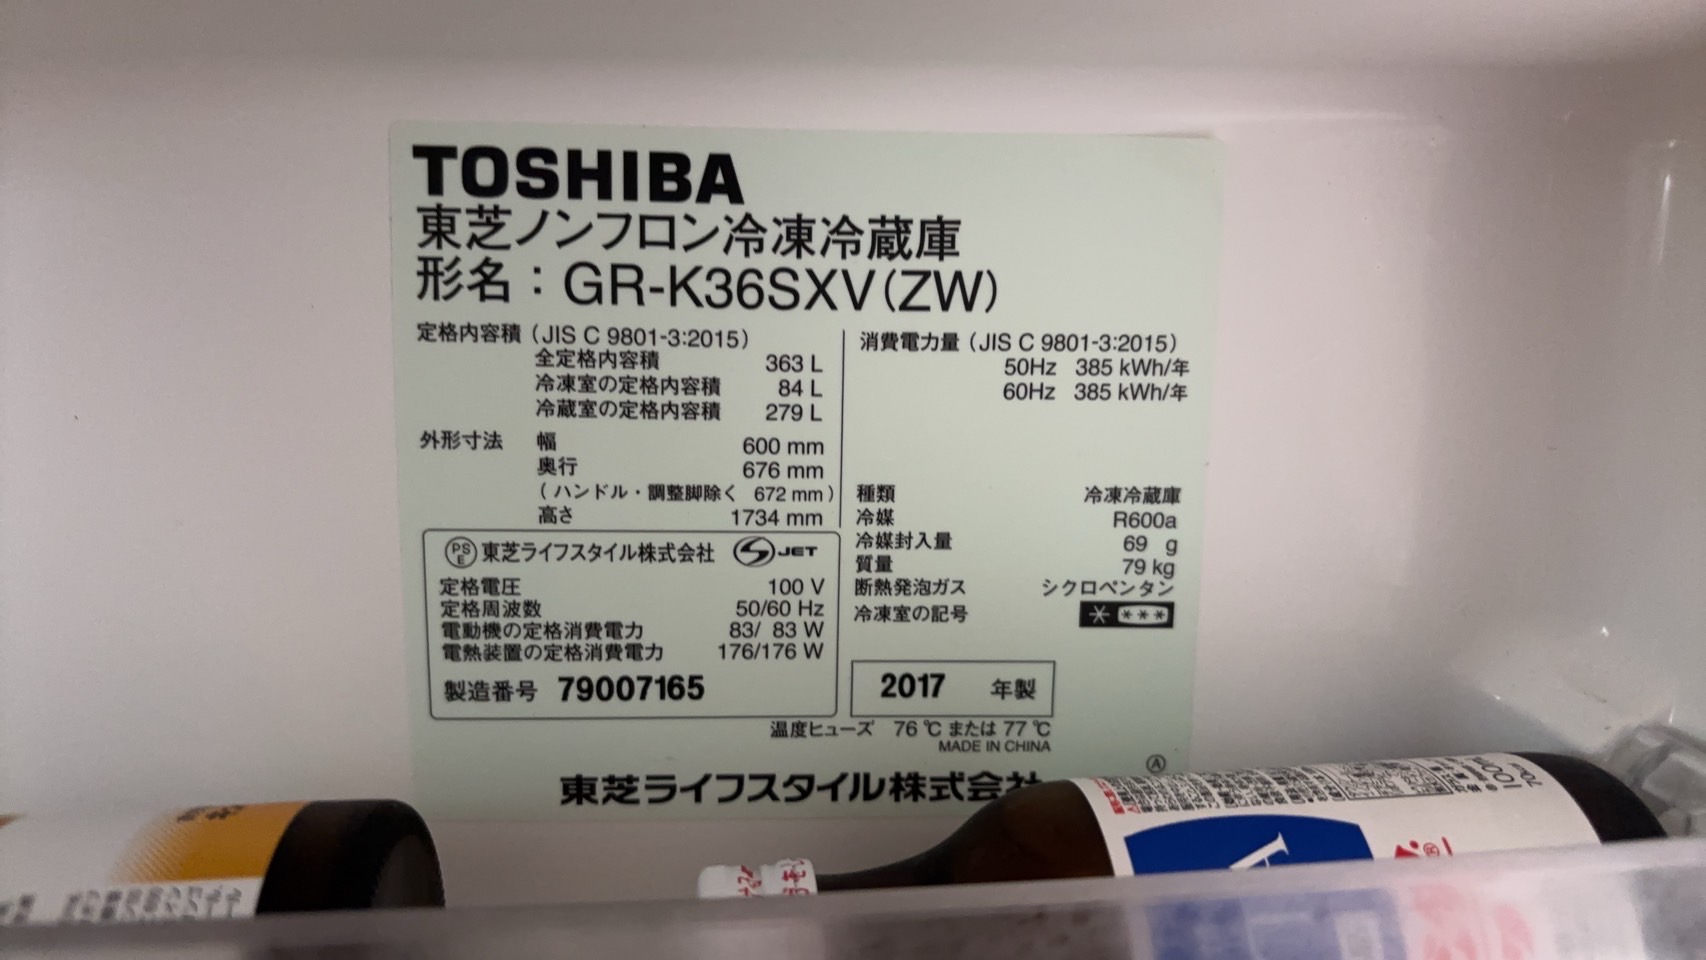 TOSHIBA
東芝ノンフロン冷凍冷蔵庫
形名：GR-K36SXV(ZW)
定格内容積（JIS C 9801-3:2015）
全定格内容積 363 L
冷凍室の定格内容積 84 L
冷蔵室の定格内容積 279 L
外形寸法 幅 600 mm
奥行 676 mm
（ハンドル・調整脚除く 672 mm）
高さ 1734 mm
PS
E
東芝ライフスタイル株式会社 S JET
定格電圧 100 V
定格周波数 50/60 Hz
電動機の定格消費電力 83/ 83 W
電熱装置の定格消費電力 176/176 W
製造番号 79007165
消費電力量（JIS C 9801-3:2015）
50Hz 385 kWh/年
60Hz 385 kWh/年
種類 冷凍冷蔵庫
冷媒 R600a
冷媒封入量 69 g
質量 79 kg
断熱発泡ガス シクロペンタン
冷凍室の記号 * ***
2017 年製
温度ヒューズ 76 ℃ または 77 ℃
MADE IN CHINA
A
東芝ライフスタイル株式会社